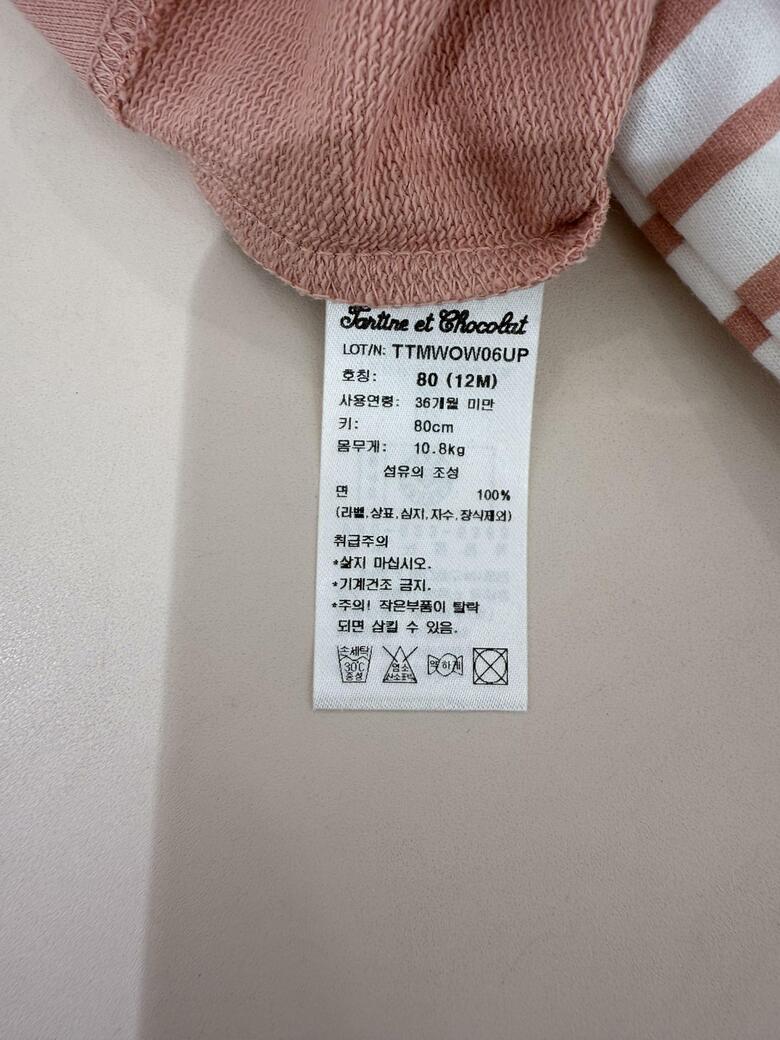 Tartine et Chocolat
LOT/N: TTMWOW06UP
호칭: 80 (12M)
사용연령: 36개월 미만
키: 80cm
몸무게: 10.8kg
섬유의 조성
면 100%
(라벨,상표,심지,자수,장식제외)
취급주의
*삶지 마십시오.
*기계건조 금지.
*주의! 작은부품이 탈락
되면 삼킬 수 있음.
손세탁
30℃
중성
염소
산소표백
약하게